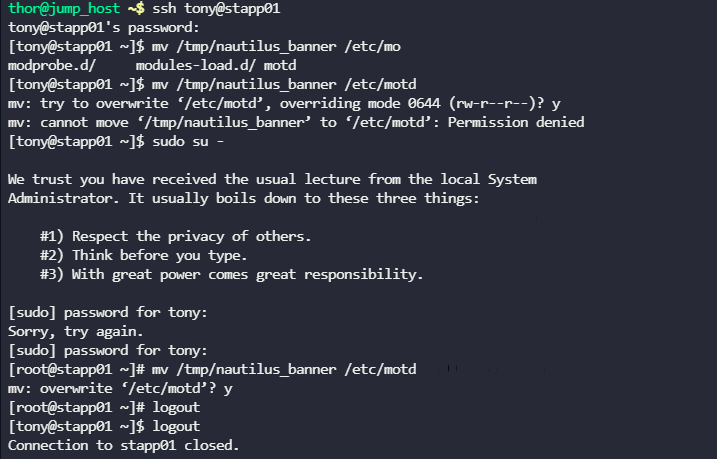 thor@jump_host ~$ ssh tony@stapp01
tony@stapp01's password:
[tony@stapp01 ~]$ mv /tmp/nautilus_banner /etc/mo
modprobe.d/     modules-load.d/ motd
[tony@stapp01 ~]$ mv /tmp/nautilus_banner /etc/motd
mv: try to overwrite ‘/etc/motd’, overriding mode 0644 (rw-r--r--)? y
mv: cannot move ‘/tmp/nautilus_banner’ to ‘/etc/motd’: Permission denied
[tony@stapp01 ~]$ sudo su -

We trust you have received the usual lecture from the local System
Administrator. It usually boils down to these three things:

    #1) Respect the privacy of others.
    #2) Think before you type.
    #3) With great power comes great responsibility.

[sudo] password for tony:
Sorry, try again.
[sudo] password for tony:
[root@stapp01 ~]# mv /tmp/nautilus_banner /etc/motd
mv: overwrite ‘/etc/motd’? y
[root@stapp01 ~]# logout
[tony@stapp01 ~]$ logout
Connection to stapp01 closed.